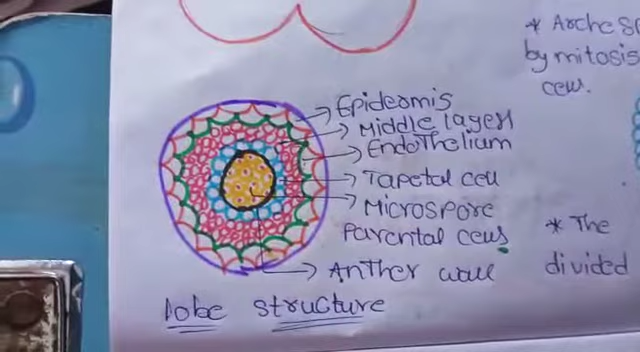 * Arche
by mitosis
cell.
Epidermis
Middle layer
Endothelium
Tapetal cell
Microspore
Parental cells
Anther wall
* The
divided
lobe structure